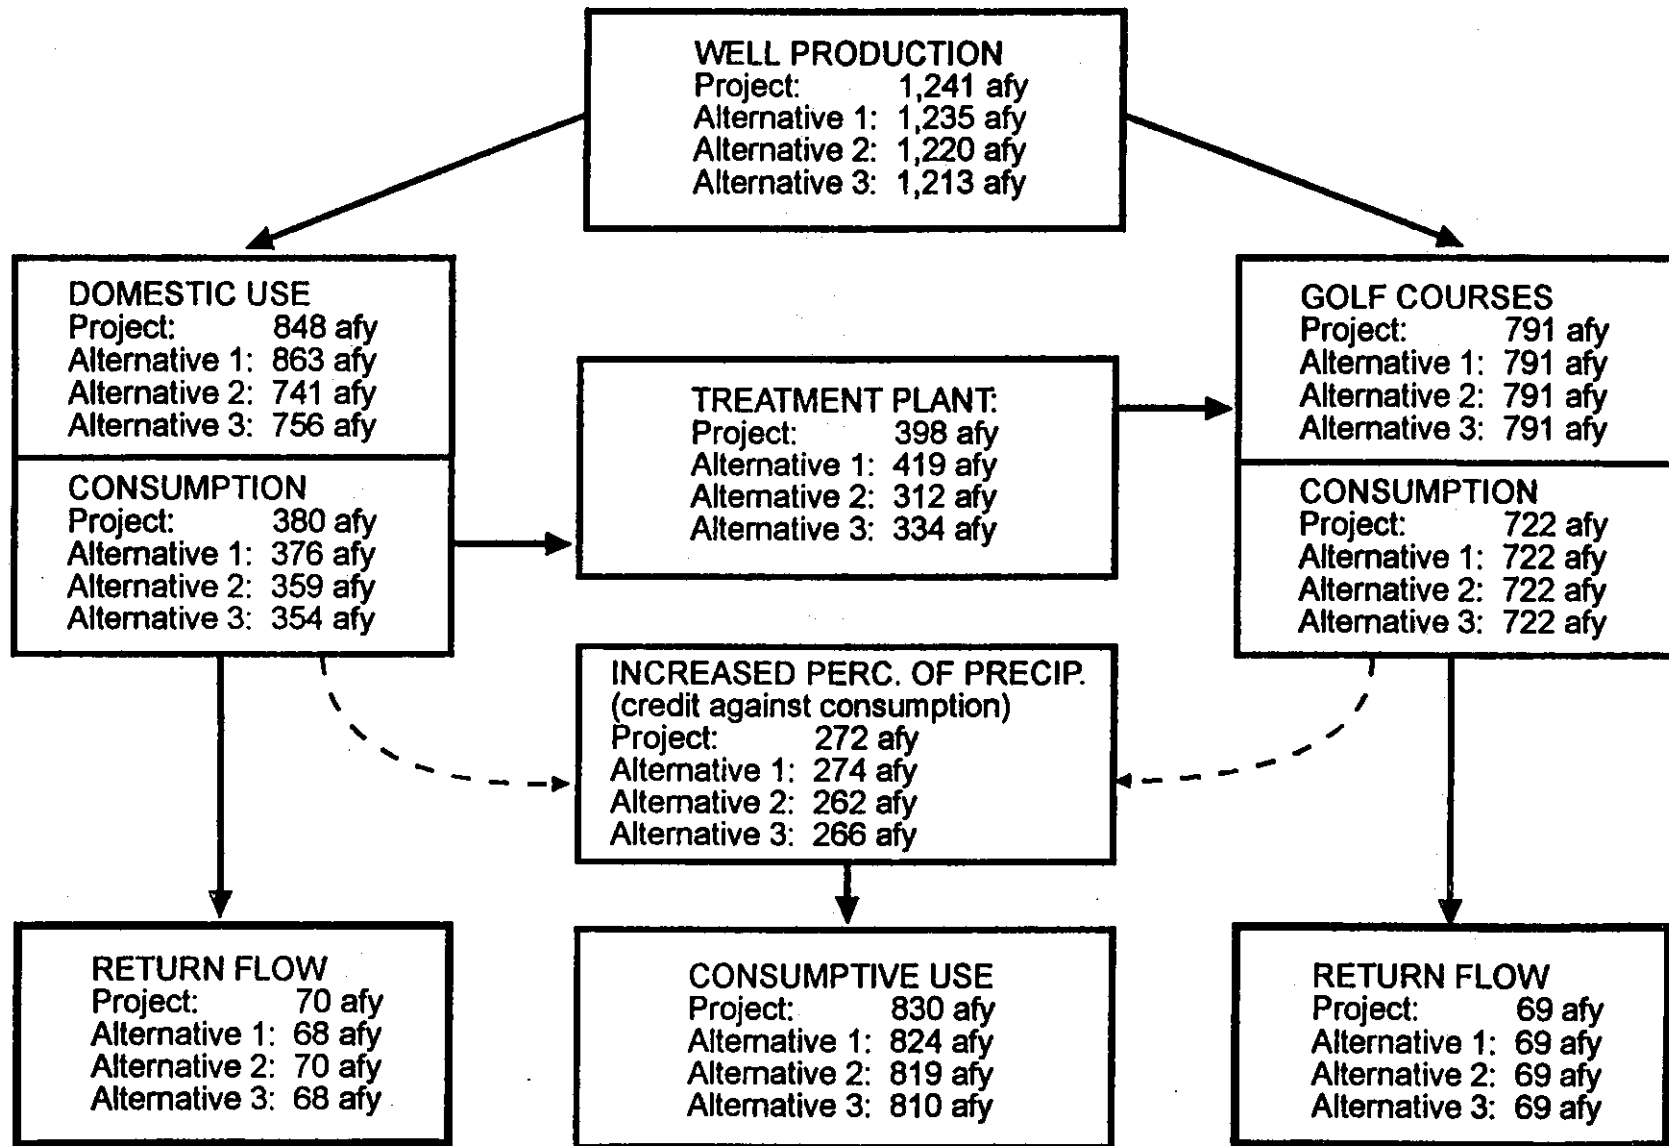 WELL PRODUCTION
Project: 1,241 afy
Alternative 1: 1,235 afy
Alternative 2: 1,220 afy
Alternative 3: 1,213 afy
DOMESTIC USE
Project: 848 afy
Alternative 1: 863 afy
Alternative 2: 741 afy
Alternative 3: 756 afy
CONSUMPTION
Project: 380 afy
Alternative 1: 376 afy
Alternative 2: 359 afy
Alternative 3: 354 afy
TREATMENT PLANT:
Project: 398 afy
Alternative 1: 419 afy
Alternative 2: 312 afy
Alternative 3: 334 afy
GOLF COURSES
Project: 791 afy
Alternative 1: 791 afy
Alternative 2: 791 afy
Alternative 3: 791 afy
CONSUMPTION
Project: 722 afy
Alternative 1: 722 afy
Alternative 2: 722 afy
Alternative 3: 722 afy
INCREASED PERC. OF PRECIP.
(credit against consumption)
Project: 272 afy
Alternative 1: 274 afy
Alternative 2: 262 afy
Alternative 3: 266 afy
RETURN FLOW
Project: 70 afy
Alternative 1: 68 afy
Alternative 2: 70 afy
Alternative 3: 68 afy
CONSUMPTIVE USE
Project: 830 afy
Alternative 1: 824 afy
Alternative 2: 819 afy
Alternative 3: 810 afy
RETURN FLOW
Project: 69 afy
Alternative 1: 69 afy
Alternative 2: 69 afy
Alternative 3: 69 afy